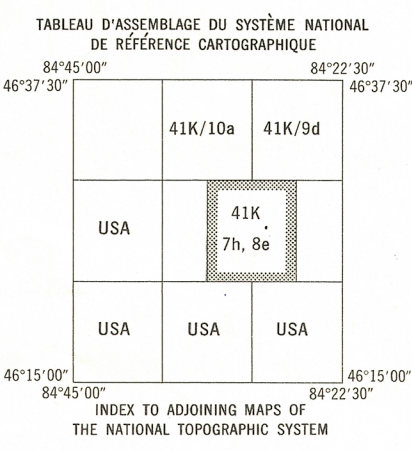 TABLEAU D'ASSEMBLAGE DU SYSTÈME NATIONAL
DE RÉFÉRENCE CARTOGRAPHIQUE
84°45'00" 84°22'30"
46°37'30" 46°37'30"
41K/10a 41K/9d
USA
41K
7h, 8e
USA USA USA
46°15'00" 46°15'00"
84°45'00" 84°22'30"
INDEX TO ADJOINING MAPS OF
THE NATIONAL TOPOGRAPHIC SYSTEM